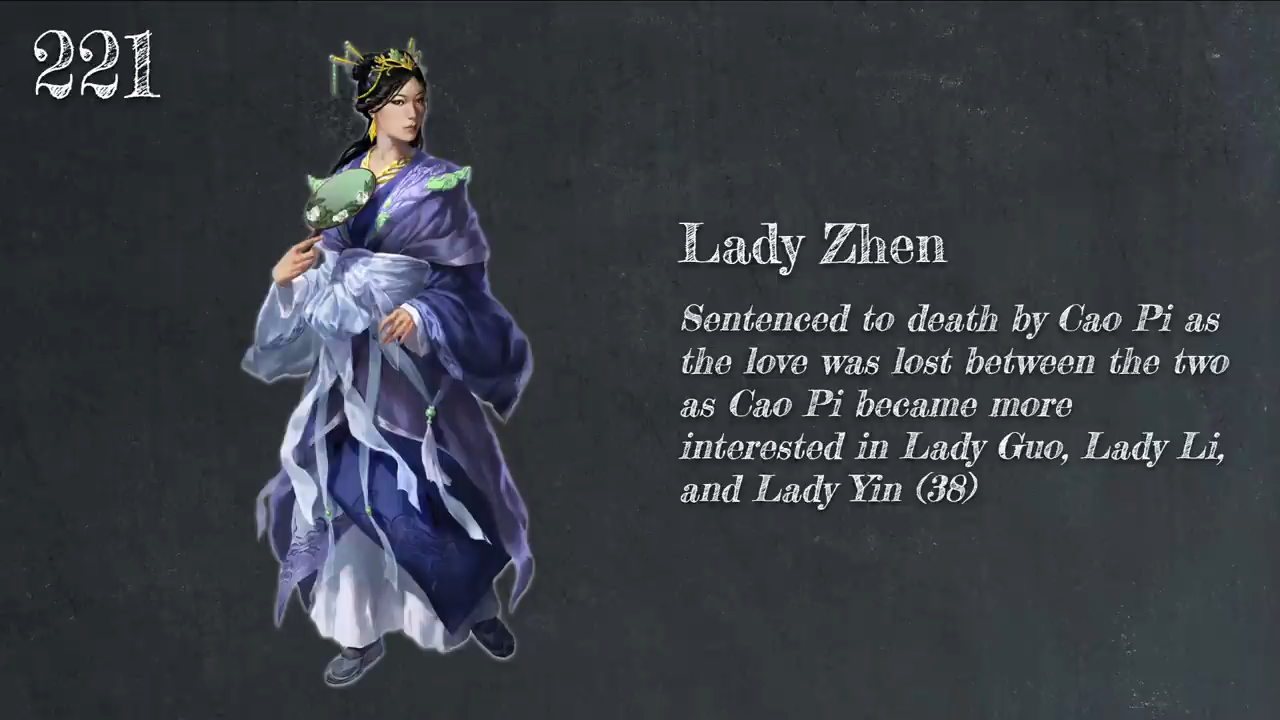 221
Lady Zhen
Sentenced to death by Cao Pi as
the love was lost between the two
as Cao Pi became more
interested in Lady Guo, Lady Li,
and Lady Yin (38)